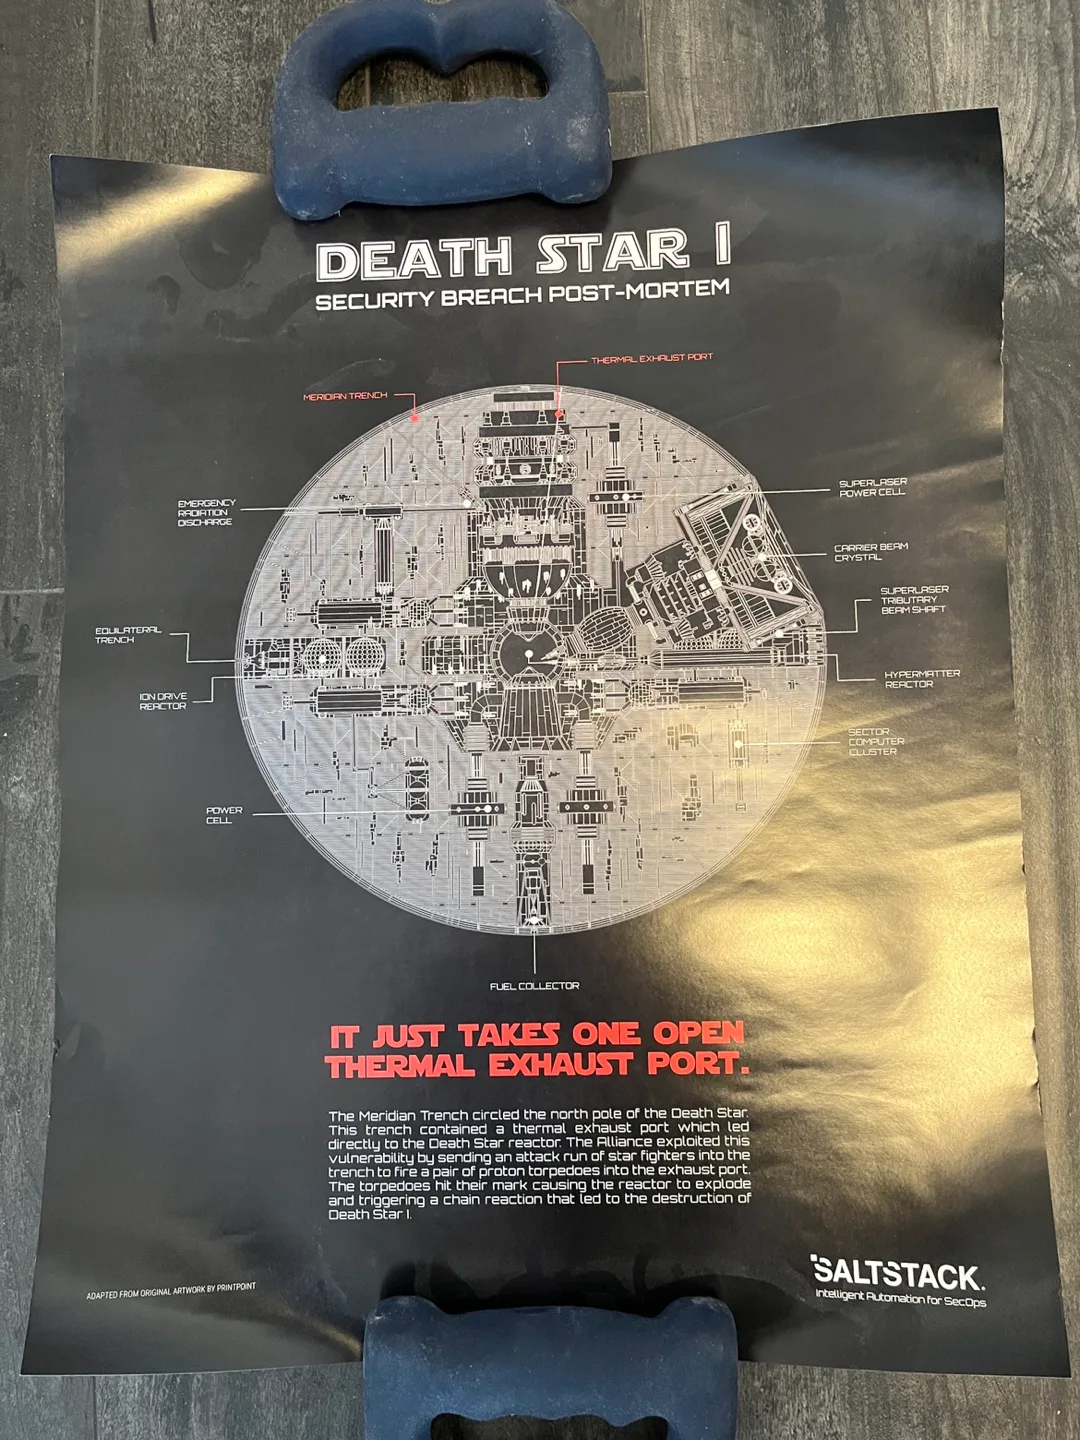 DEATH STAR I
SECURITY BREACH POST-MORTEM
THERMAL EXHAUST PORT
MERIDIAN TRENCH
SUPERLASER
POWER CELL
EMERGENCY
RADIATION
DISCHARGE
CARRIER BEAM
CRYSTAL
SUPERLASER
TRIBUTARY
BEAM SHAFT
EQUILATERAL
TRENCH
HYPERMATTER
REACTOR
ION DRIVE
REACTOR
SECTOR
COMPUTER
CLUSTER
POWER
CELL
FUEL COLLECTOR
IT JUST TAKES ONE OPEN
THERMAL EXHAUST PORT.
The Meridian Trench circled the north pole of the Death Star.
This trench contained a thermal exhaust port which led
directly to the Death Star reactor. The Alliance exploited this
vulnerability by sending an attack run of star fighters into the
trench to fire a pair of proton torpedoes into the exhaust port.
The torpedoes hit their mark causing the reactor to explode
and triggering a chain reaction that led to the destruction of
Death Star I.
ADAPTED FROM ORIGINAL ARTWORK BY PRINTPOINT
SALTSTACK.
Intelligent Automation for SecOps